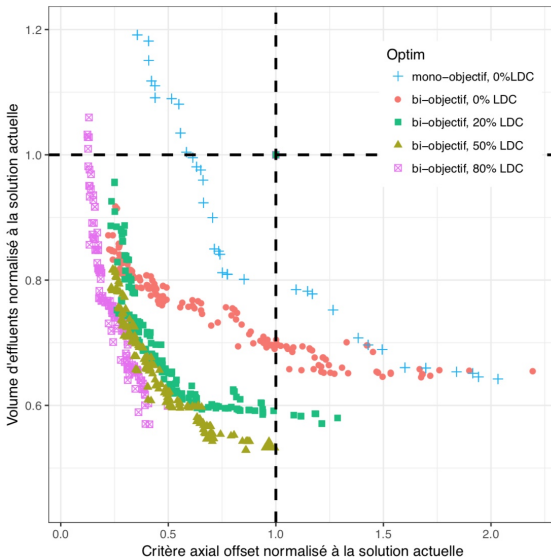 Volume d'effluents normalisé à la solution actuelle
1.2
1.0
0.8
0.6
Optim
mono-objectif, 0%LDC
bi-objectif, 0% LDC
bi-objectif, 20% LDC
bi-objectif, 50% LDC
bi-objectif, 80% LDC
0.0 0.5 1.0 1.5 2.0
Critère axial offset normalisé à la solution actuelle